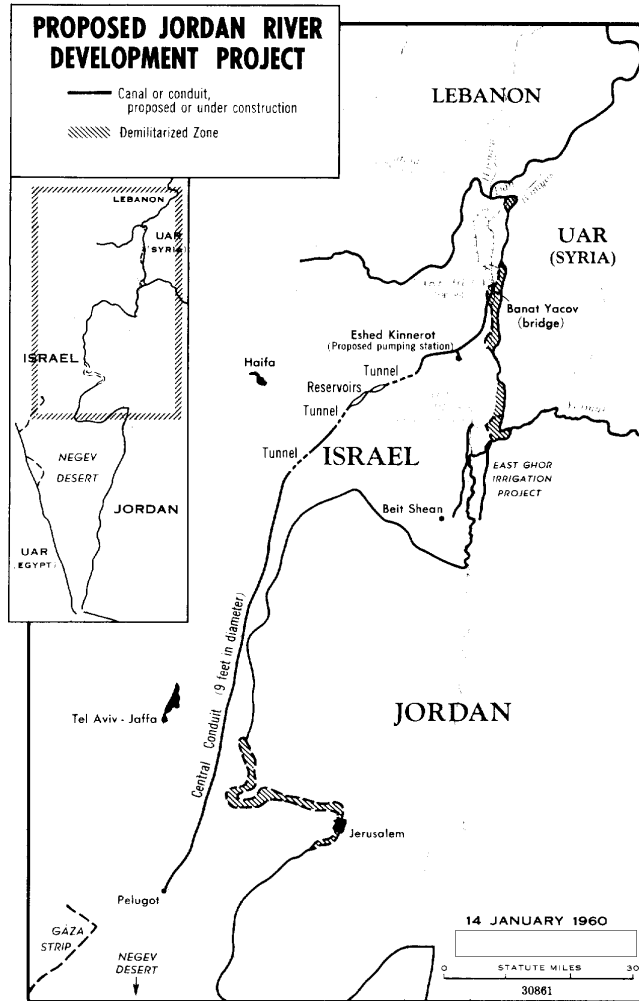 PROPOSED JORDAN RIVER
DEVELOPMENT PROJECT
Canal or conduit,
proposed or under construction
Demilitarized Zone
LEBANON
UAR
(SYRIA)
ISRAEL
NEGEV
DESERT
JORDAN
UAR
(EGYPT)
LEBANON
UAR
(SYRIA)
Banat Yacov
(bridge)
Eshed Kinnerot
(Proposed pumping station)
Haifa
Tunnel
Reservoirs
Tunnel
Tunnel
ISRAEL
EAST GHOR
IRRIGATION
PROJECT
Beit Shean
Central Conduit (9 feet in diameter)
Tel Aviv - Jaffa
JORDAN
Jerusalem
Pelugot
GAZA
STRIP
NEGEV
DESERT
14 JANUARY 1960
0 STATUTE MILES 30
30861